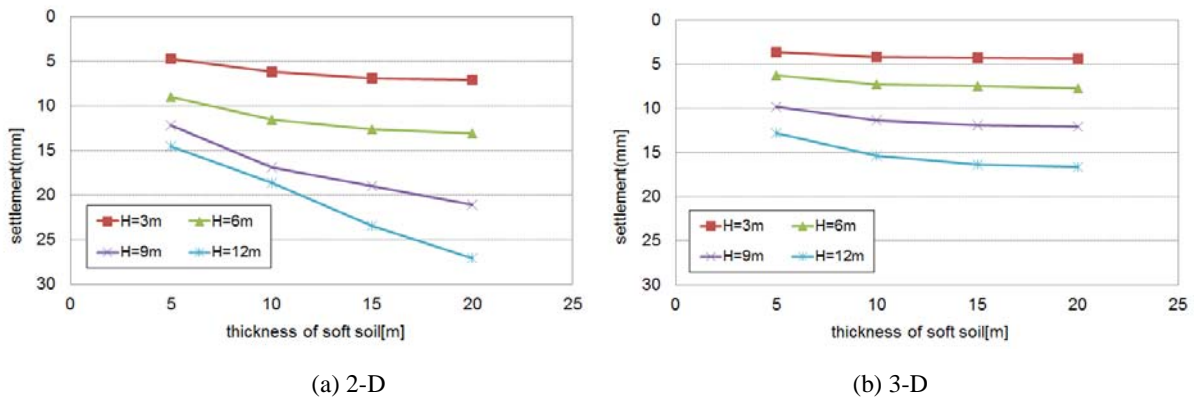 0
5
10
15
20
25
30
settlement(mm)
H=3m
H=6m
H=9m
H=12m
0 5 10 15 20 25
thickness of soft soil[m]
(a) 2-D
0
5
10
15
20
25
30
settlement(mm)
H=3m
H=6m
H=9m
H=12m
0 5 10 15 20 25
thickness of soft soil[m]
(b) 3-D